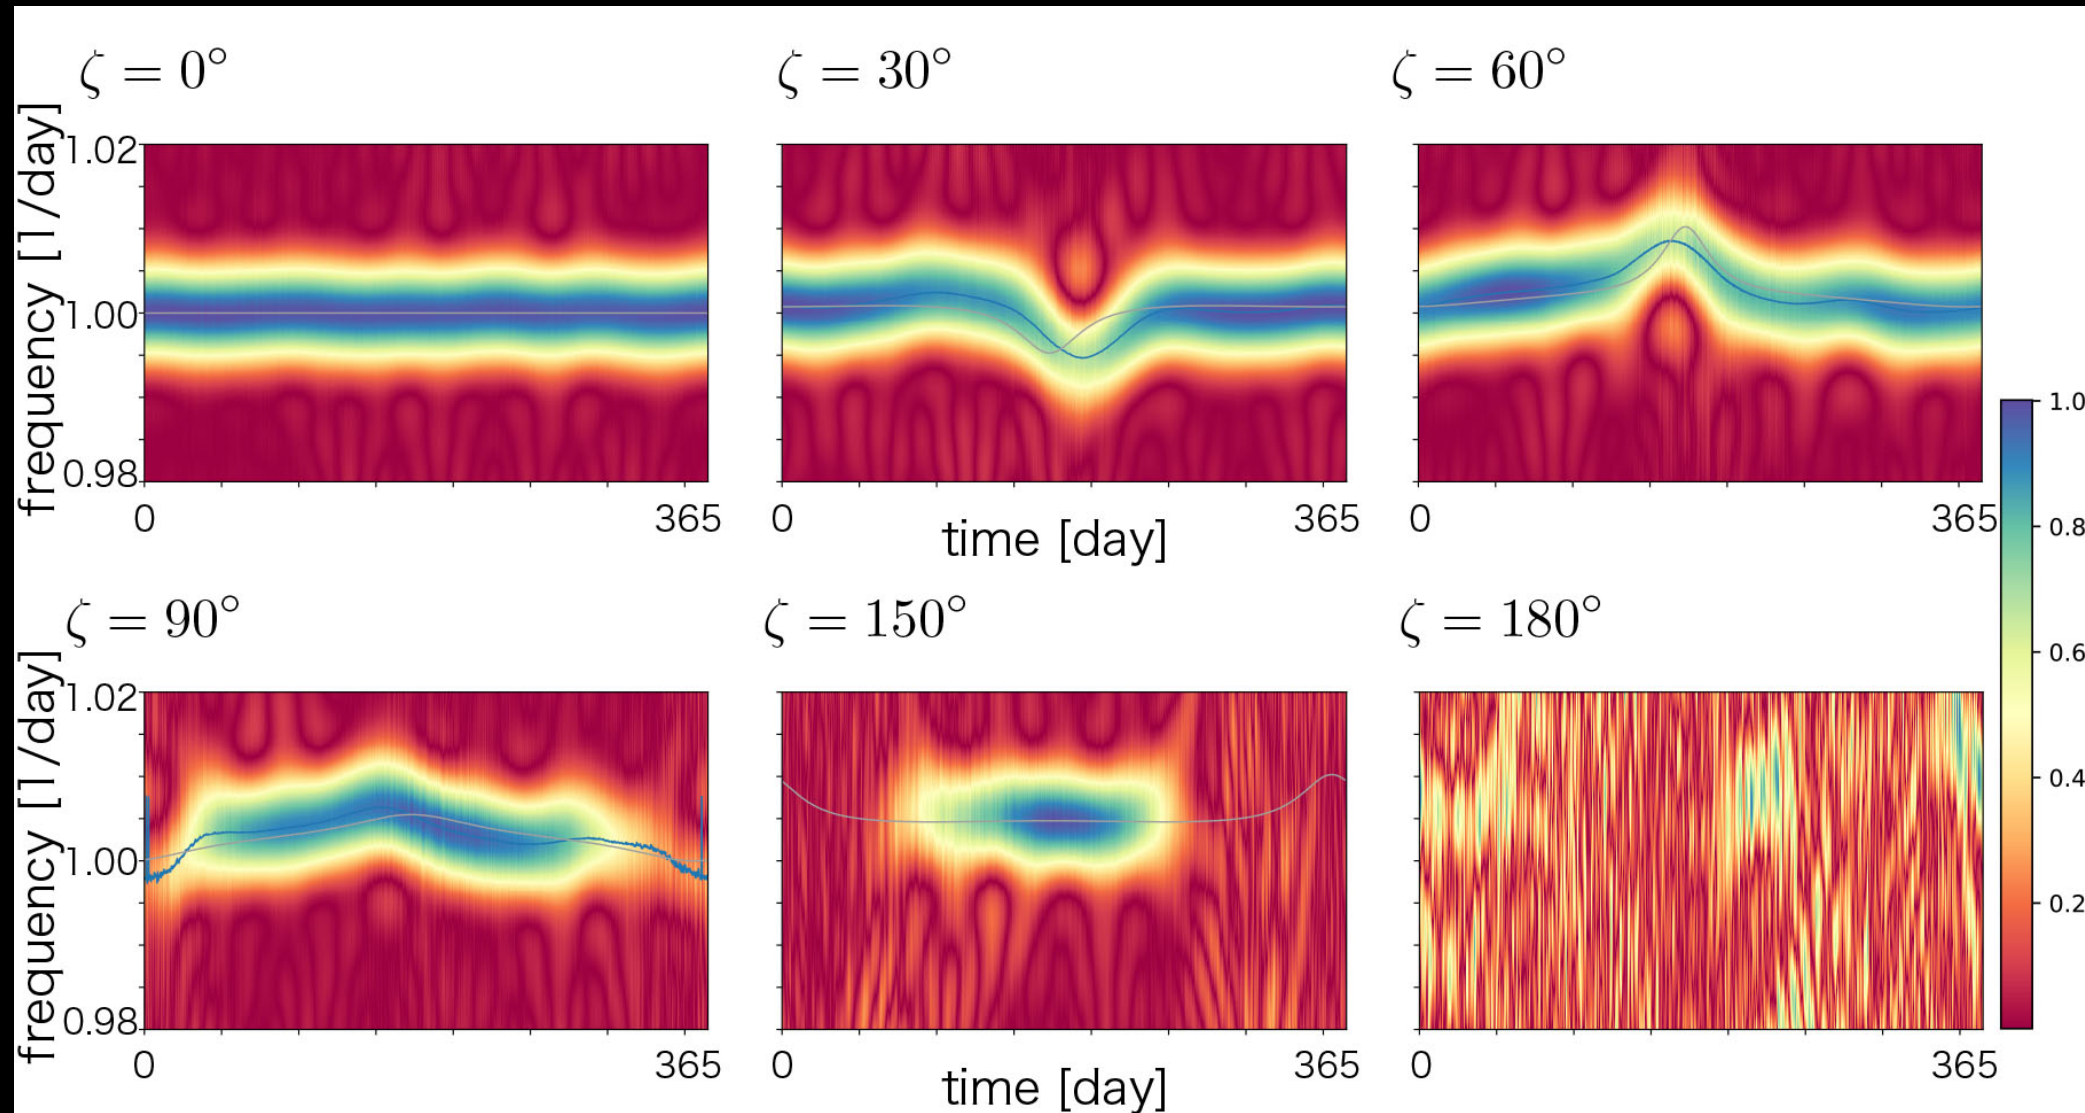 ζ = 0°
ζ = 30°
ζ = 60°
frequency [1/day]
1.02
1.00
0.98
0
365
0
365
0
365
time [day]
1.0
0.8
0.6
0.4
0.2
ζ = 90°
ζ = 150°
ζ = 180°
frequency [1/day]
1.02
1.00
0.98
0
365
0
365
0
365
time [day]